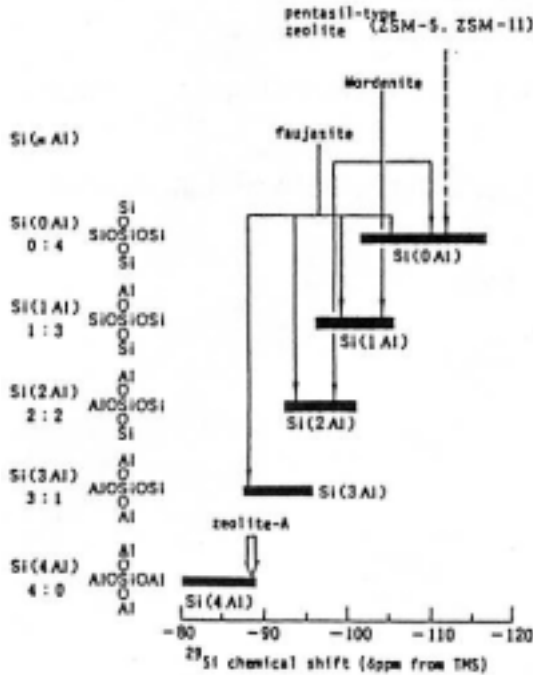 pentasil-type
zeolite (ZSM-5, ZSM-11)
Mordenite
faujasite
Si(n Al)
Si(0Al)
0:4
Si
O
SiOSiOSi
O
Si
Si(0Al)
Si(1Al)
1:3
Al
O
SiOSiOSi
O
Si
Si(1Al)
Si(2Al)
2:2
Al
O
AlOSiOSi
O
Si
Si(2Al)
Si(3Al)
3:1
Al
O
AlOSiOSi
O
Al
Si(3Al)
zeolite-A
Si(4Al)
4:0
Al
O
AlOSiOAl
O
Al
Si(4Al)
-80 -90 -100 -110 -120
²⁹Si chemical shift (δppm from TMS)